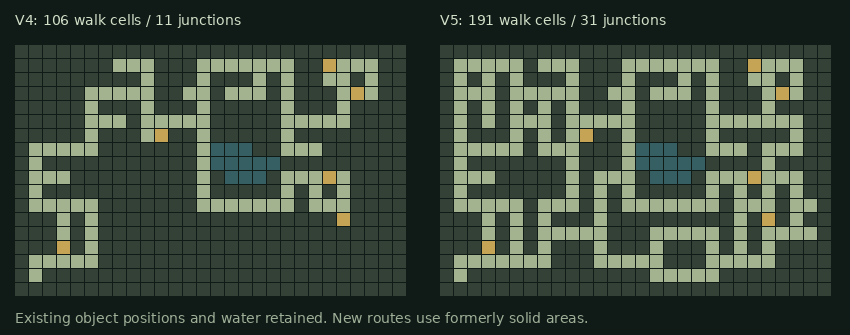 V4: 106 walk cells / 11 junctions
V5: 191 walk cells / 31 junctions
Existing object positions and water retained. New routes use formerly solid areas.